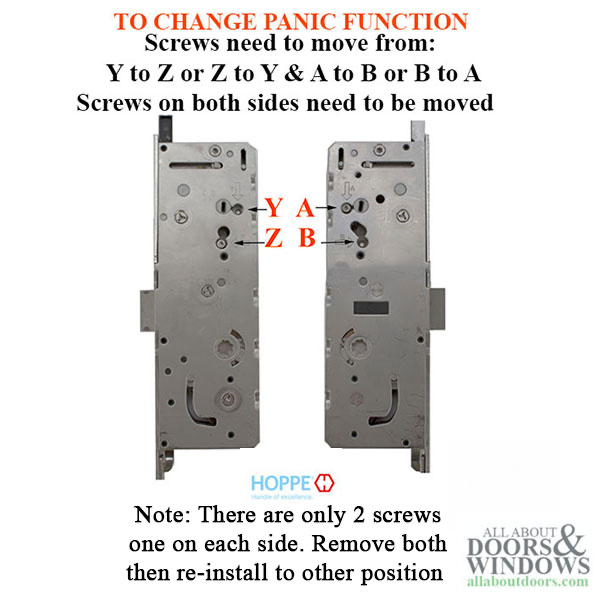 TO CHANGE PANIC FUNCTION
Screws need to move from:
Y to Z or Z to Y & A to B or B to A
Screws on both sides need to be moved
Y A
Z B
HOPPE
Handle of excellence.
Note: There are only 2 screws
one on each side. Remove both
then re-install to other position
ALL ABOUT
DOORS&
WINDOWS
allaboutdoors.com